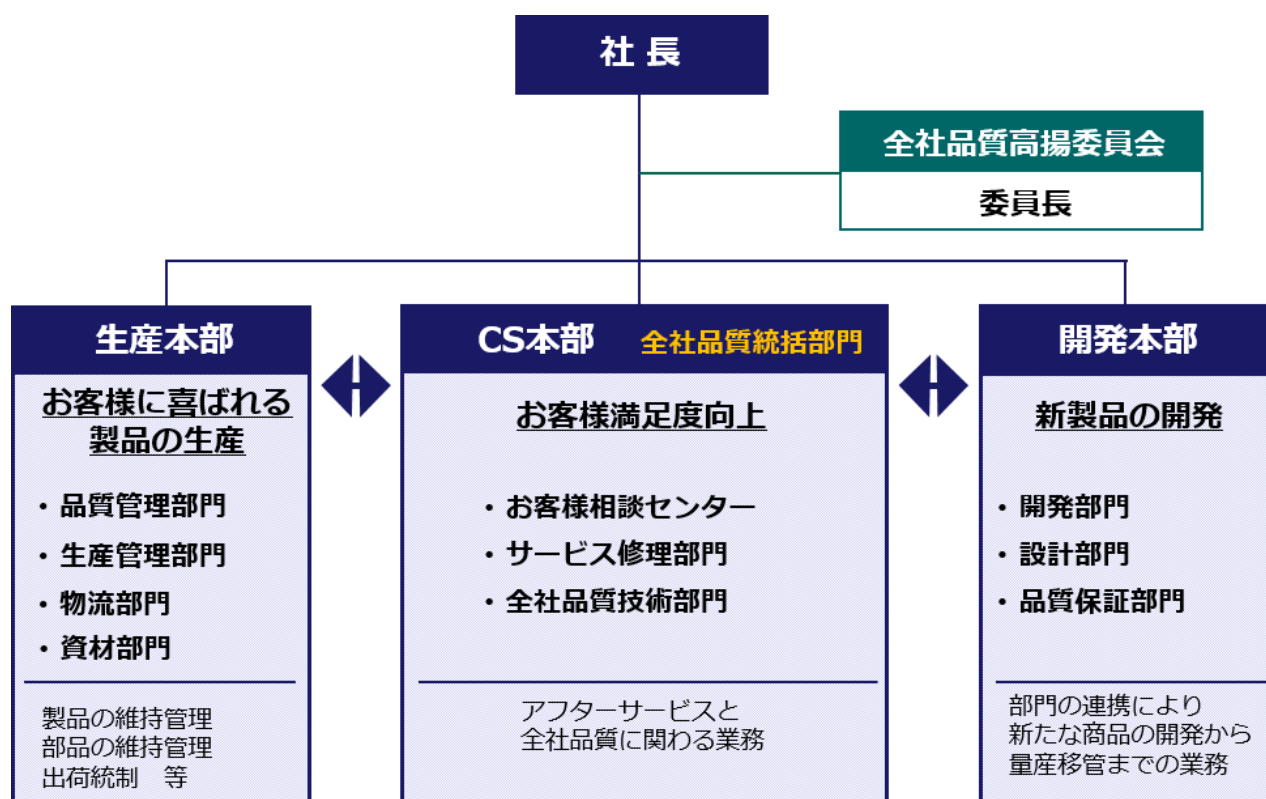 社 長
全社品質高揚委員会
委員長
生産本部
お客様に喜ばれる
製品の生産
・品質管理部門
・生産管理部門
・物流部門
・資材部門
製品の維持管理
部品の維持管理
出荷統制　等
CS本部　全社品質統括部門
お客様満足度向上
・お客様相談センター
・サービス修理部門
・全社品質技術部門
アフターサービスと
全社品質に関わる業務
開発本部
新製品の開発
・開発部門
・設計部門
・品質保証部門
部門の連携により
新たな商品の開発から
量産移管までの業務